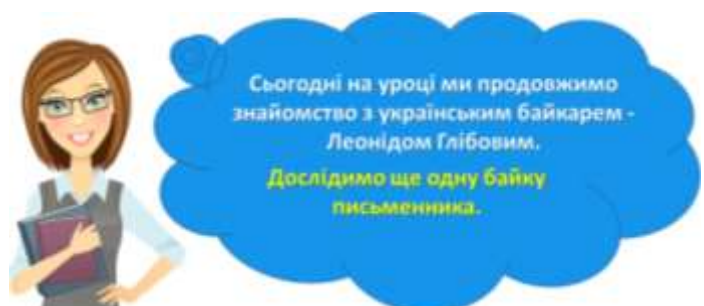 Сьогодні на уроці ми продовжимо
знайомство з українським байкарем -
Леонідом Глібовим.
Дослідимо ще одну байку
письменника.